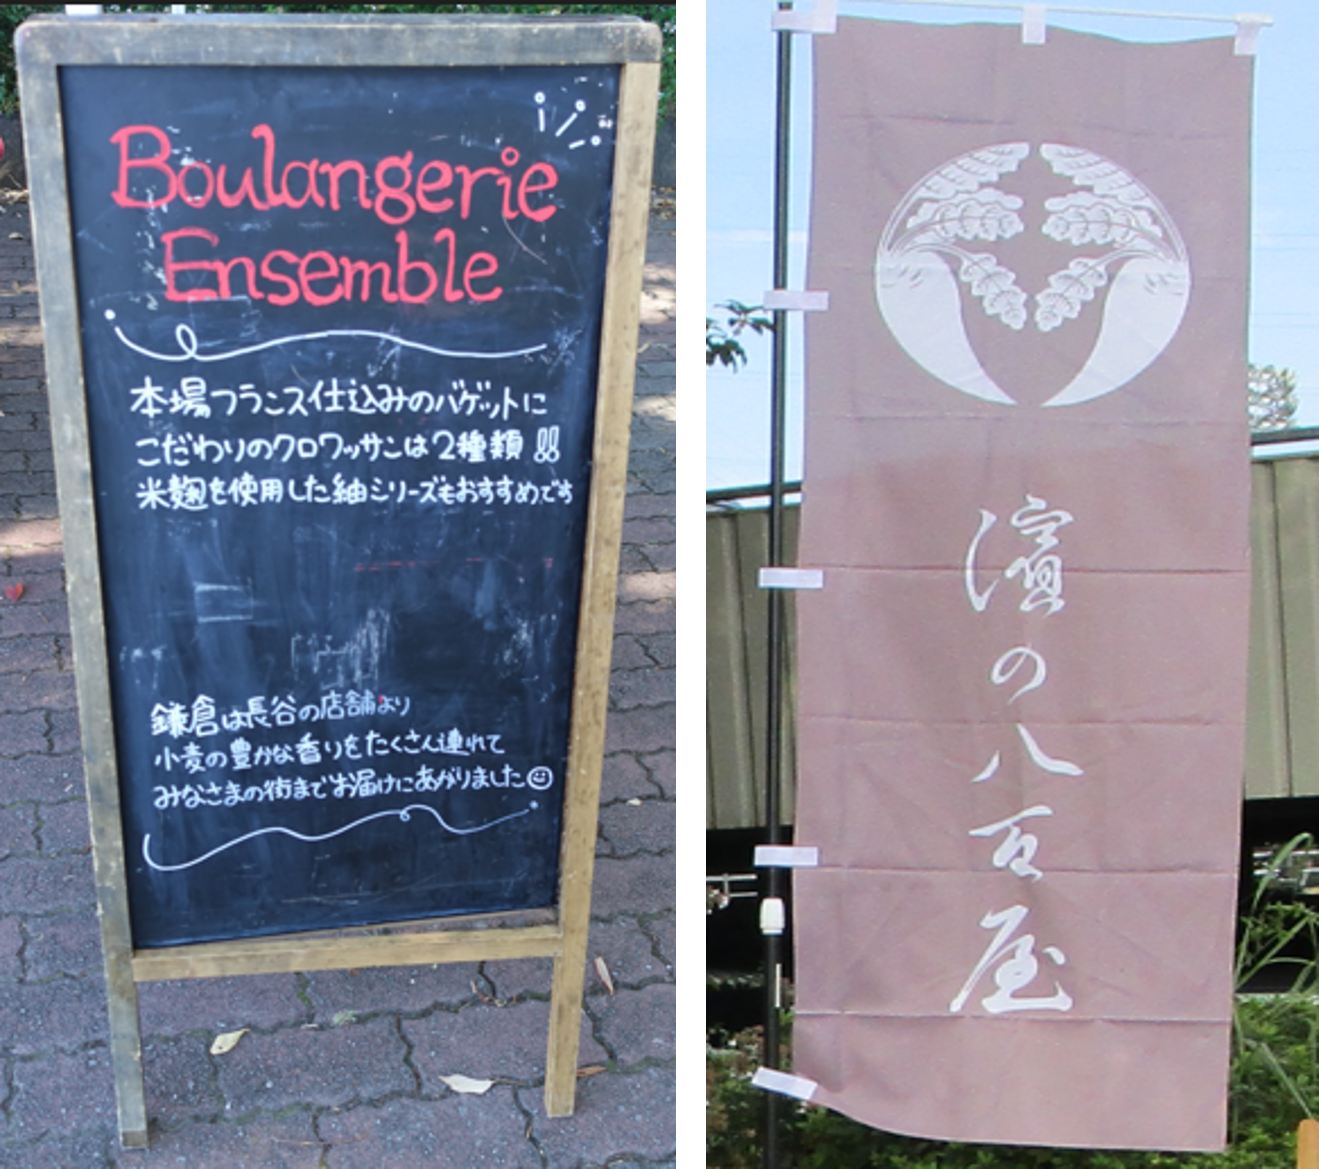 Boulangerie
Ensemble
本場フランス仕込みのバゲットに
こだわりのクロワッサンは2種類!!
米麹を使用した紬シリーズもおすすめです
鎌倉は長谷の店舗より
小麦の豊かな香りをたくさん連れて
みなさまの街までお届けにあがりました
濱の八百屋